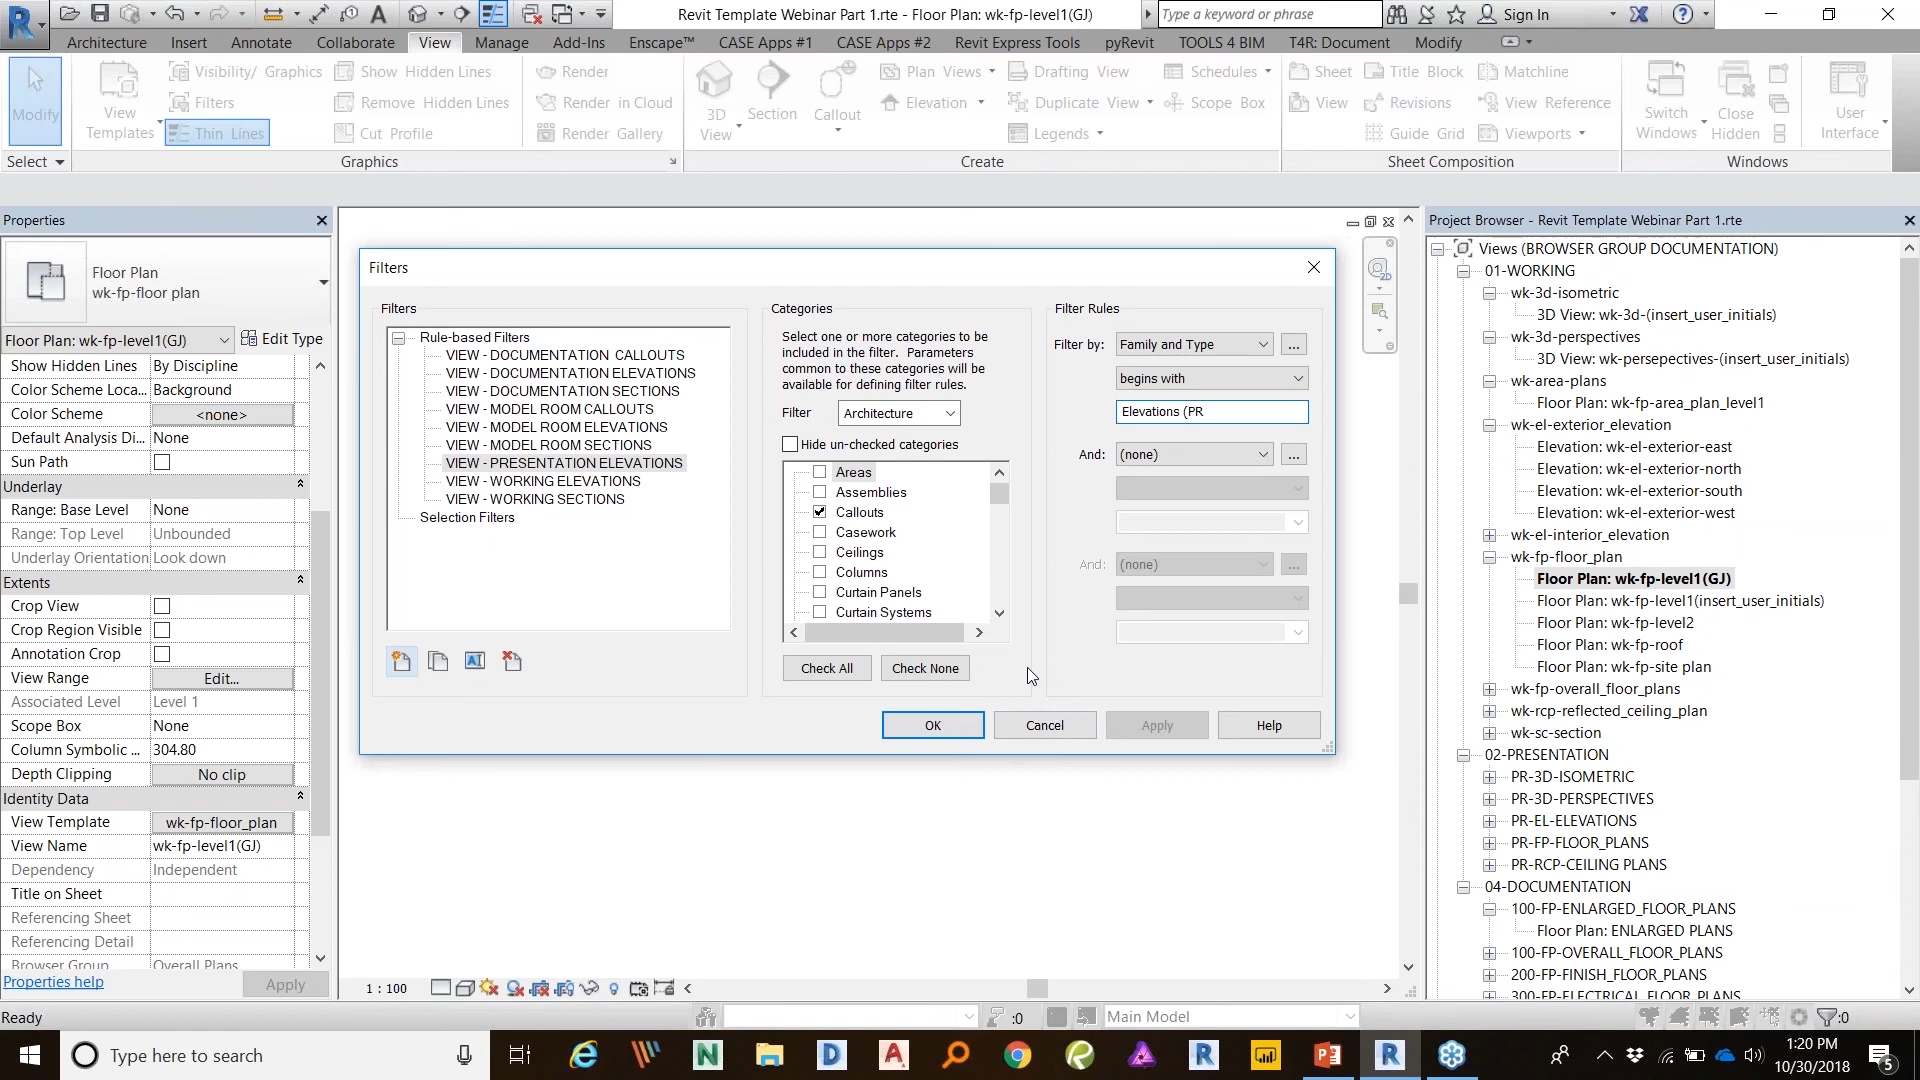 Revit Template Webinar Part 1.rte - Floor Plan: wk-fp-level1(GJ)
Type a keyword or phrase
Sign In
Architecture Insert Annotate Collaborate View Manage Add-Ins Enscape™ CASE Apps #1 CASE Apps #2 Revit Express Tools pyRevit TOOLS 4 BIM T4R: Document Modify
Modify
View Templates
Visibility/ Graphics
Filters
Thin Lines
Show Hidden Lines
Remove Hidden Lines
Cut Profile
Render
Render in Cloud
Render Gallery
3D View
Section
Callout
Plan Views
Elevation
Drafting View
Duplicate View
Legends
Schedules
Scope Box
Sheet
View
Title Block
Revisions
Guide Grid
Matchline
View Reference
Viewports
Switch Windows
Close Hidden
User Interface
Select
Graphics
Create
Sheet Composition
Windows
Properties
Floor Plan
wk-fp-floor plan
Floor Plan: wk-fp-level1(GJ)
Edit Type
Show Hidden Lines By Discipline
Color Scheme Loca... Background
Color Scheme <none>
Default Analysis Di... None
Sun Path
Underlay
Range: Base Level None
Range: Top Level Unbounded
Underlay Orientation Look down
Extents
Crop View
Crop Region Visible
Annotation Crop
View Range Edit...
Associated Level Level 1
Scope Box None
Column Symbolic ... 304.80
Depth Clipping No clip
Identity Data
View Template wk-fp-floor_plan
View Name wk-fp-level1(GJ)
Dependency Independent
Title on Sheet
Referencing Sheet
Referencing Detail
Browser Group Overall Plans
Properties help
Apply
Filters
Filters
Rule-based Filters
VIEW - DOCUMENTATION CALLOUTS
VIEW - DOCUMENTATION ELEVATIONS
VIEW - DOCUMENTATION SECTIONS
VIEW - MODEL ROOM CALLOUTS
VIEW - MODEL ROOM ELEVATIONS
VIEW - MODEL ROOM SECTIONS
VIEW - PRESENTATION ELEVATIONS
VIEW - WORKING ELEVATIONS
VIEW - WORKING SECTIONS
Selection Filters
Categories
Select one or more categories to
be included in the filter. Parameters
common to these categories will be
available for defining filter rules.
Filter Architecture
Hide un-checked categories
Areas
Assemblies
Callouts
Casework
Ceilings
Columns
Curtain Panels
Curtain Systems
Check All
Check None
Filter Rules
Filter by: Family and Type ...
begins with
Elevations (PR
And: (none) ...
And: (none) ...
OK
Cancel
Apply
Help
Project Browser - Revit Template Webinar Part 1.rte
Views (BROWSER GROUP DOCUMENTATION)
01-WORKING
wk-3d-isometric
3D View: wk-3d-(insert_user_initials)
wk-3d-perspectives
3D View: wk-persepectives-(insert_user_initials)
wk-area-plans
Floor Plan: wk-fp-area_plan_level1
wk-el-exterior_elevation
Elevation: wk-el-exterior-east
Elevation: wk-el-exterior-north
Elevation: wk-el-exterior-south
Elevation: wk-el-exterior-west
wk-el-interior_elevation
wk-fp-floor_plan
Floor Plan: wk-fp-level1(GJ)
Floor Plan: wk-fp-level1(insert_user_initials)
Floor Plan: wk-fp-level2
Floor Plan: wk-fp-roof
Floor Plan: wk-fp-site plan
wk-fp-overall_floor_plans
wk-rcp-reflected_ceiling_plan
wk-sc-section
02-PRESENTATION
PR-3D-ISOMETRIC
PR-3D-PERSPECTIVES
PR-EL-ELEVATIONS
PR-FP-FLOOR_PLANS
PR-RCP-CEILING PLANS
04-DOCUMENTATION
100-FP-ENLARGED_FLOOR_PLANS
Floor Plan: ENLARGED PLANS
100-FP-OVERALL_FLOOR_PLANS
200-FP-FINISH_FLOOR_PLANS
300-FP-ELECTRICAL_FLOOR_PLANS
1 : 100
Ready
:0
Main Model
:0
Type here to search
1:20 PM
10/30/2018
5